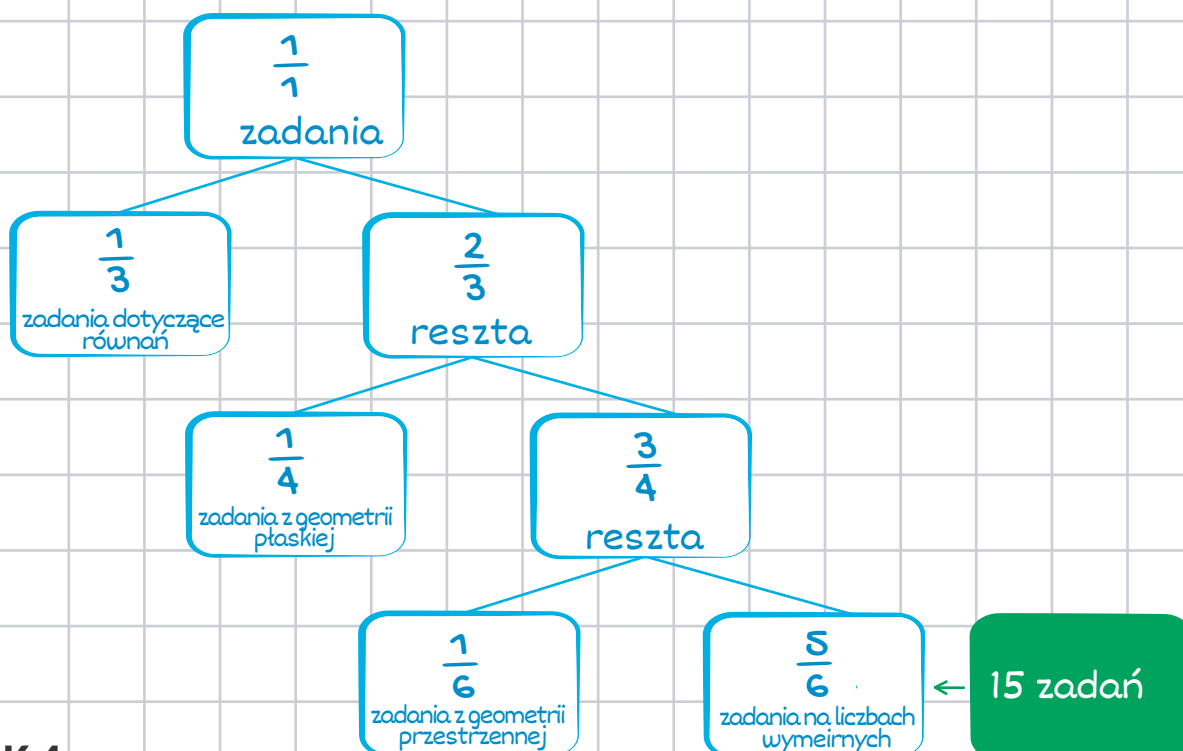 1
1
zadania
1
3
zadania dotyczące
równań
2
3
reszta
1
4
zadania z geometrii
płaskiej
3
4
reszta
1
6
zadania z geometrii
przestrzennej
5
6
zadania na liczbach
wymeirnych
15 zadań